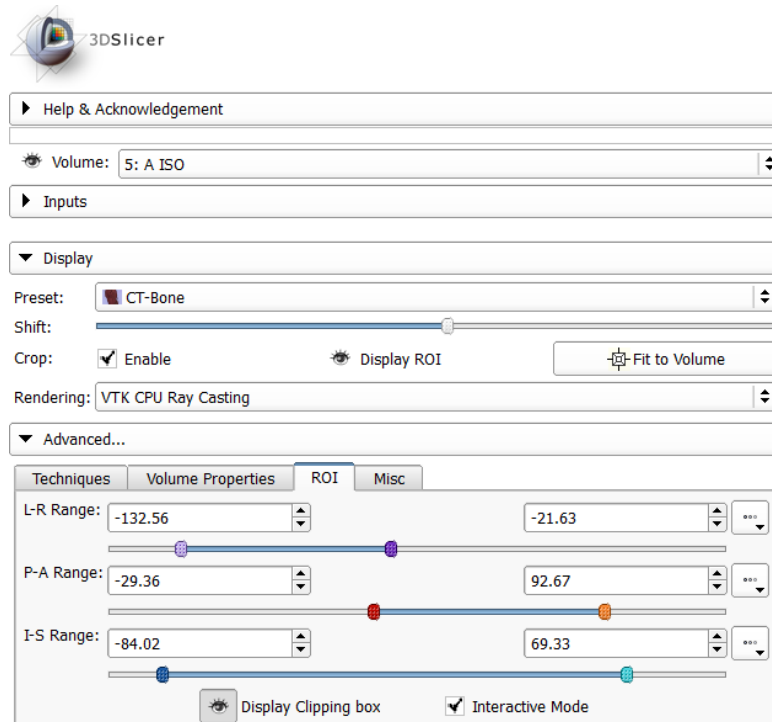 3DSlicer
Help & Acknowledgement
Volume: 5: A ISO
Inputs
Display
Preset: CT-Bone
Shift:
Crop: Enable Display ROI Fit to Volume
Rendering: VTK CPU Ray Casting
Advanced...
Techniques Volume Properties ROI Misc
L-R Range: -132.56 -21.63
P-A Range: -29.36 92.67
I-S Range: -84.02 69.33
Display Clipping box Interactive Mode